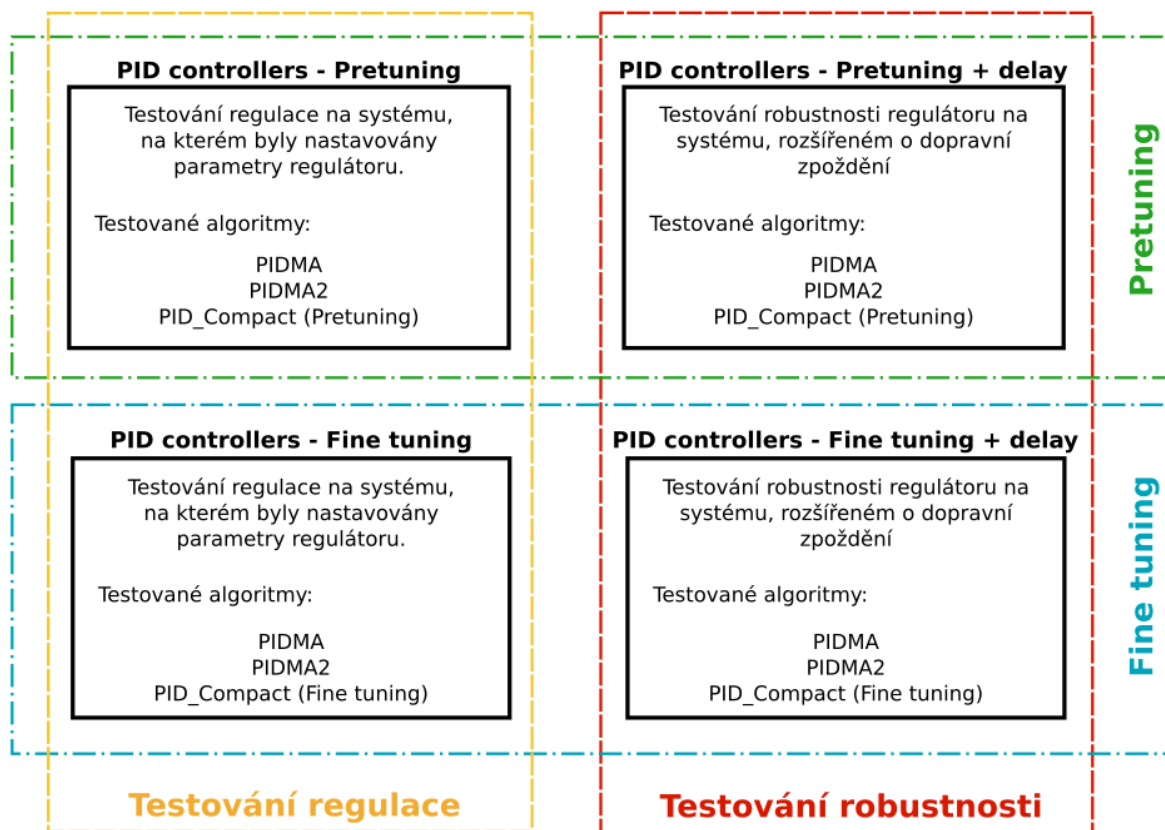 PID controllers - Pretuning
Testování regulace na systému,
na kterém byly nastavovány
parametry regulátoru.
Testované algoritmy:
PIDMA
PIDMA2
PID_Compact (Pretuning)
PID controllers - Pretuning + delay
Testování robustnosti regulátoru na
systému, rozšířeném o dopravní
zpoždění
Testované algoritmy:
PIDMA
PIDMA2
PID_Compact (Pretuning)
Pretuning
PID controllers - Fine tuning
Testování regulace na systému,
na kterém byly nastavovány
parametry regulátoru.
Testované algoritmy:
PIDMA
PIDMA2
PID_Compact (Fine tuning)
PID controllers - Fine tuning + delay
Testování robustnosti regulátoru na
systému, rozšířeném o dopravní
zpoždění
Testované algoritmy:
PIDMA
PIDMA2
PID_Compact (Fine tuning)
Fine tuning
Testování regulace
Testování robustnosti